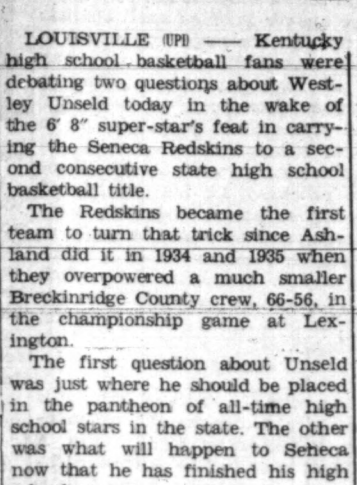 LOUISVILLE (UPI) — Kentucky
high school basketball fans were
debating two questions about West-
ley Unseld today in the wake of
the 6' 8" super-star's feat in carry-
ing the Seneca Redskins to a sec-
ond consecutive state high school
basketball title.
The Redskins became the first
team to turn that trick since Ash-
land did it in 1934 and 1935 when
they overpowered a much smaller
Breckinridge County crew, 66-56, in
the championship game at Lex-
ington.
The first question about Unseld
was just where he should be placed
in the pantheon of all-time high
school stars in the state. The other
was what will happen to Seneca
now that he has finished his high